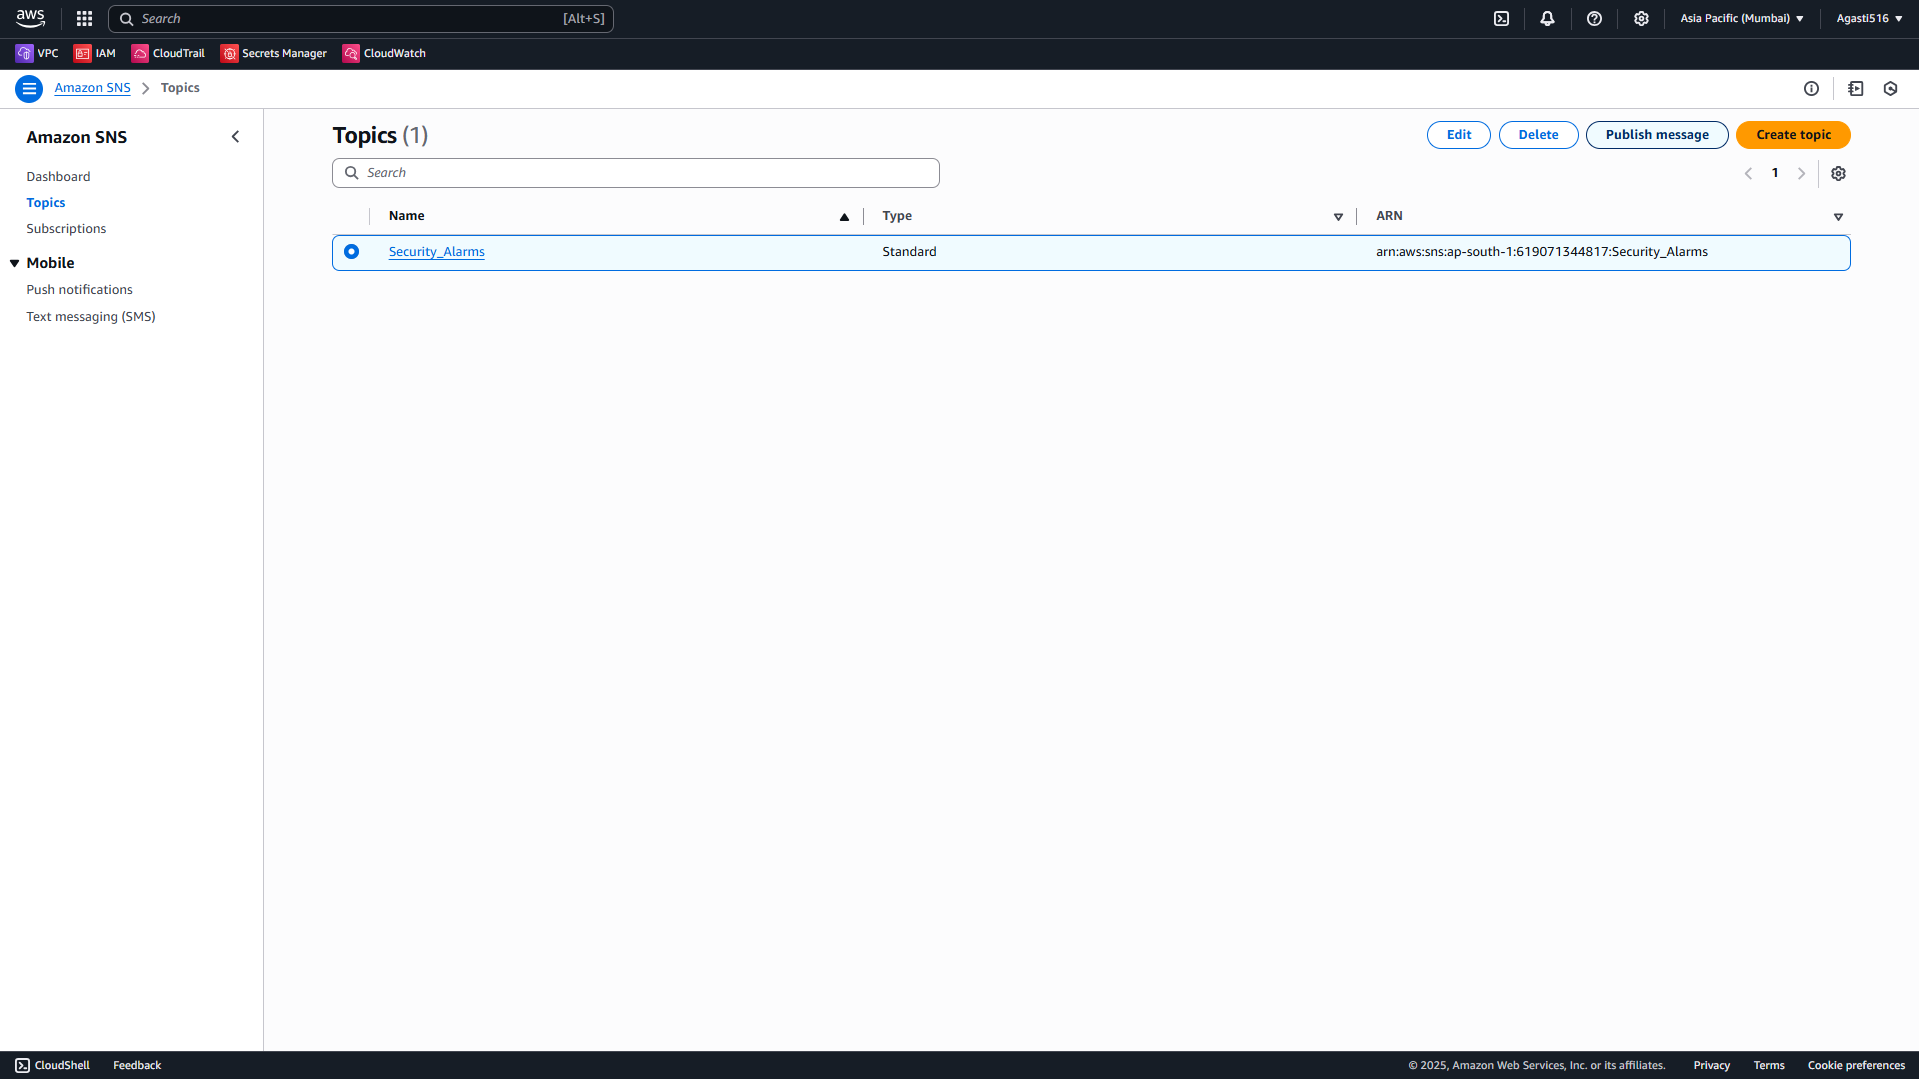 aws
Search [Alt+S]
Asia Pacific (Mumbai)
Agasti516
VPC
IAM
CloudTrail
Secrets Manager
CloudWatch
Amazon SNS
Topics
Amazon SNS
Dashboard
Topics
Subscriptions
Mobile
Push notifications
Text messaging (SMS)
Topics (1)
Edit
Delete
Publish message
Create topic
Search
1
Name Type ARN
Security_Alarms Standard arn:aws:sns:ap-south-1:619071344817:Security_Alarms
CloudShell
Feedback
© 2025, Amazon Web Services, Inc. or its affiliates.
Privacy
Terms
Cookie preferences